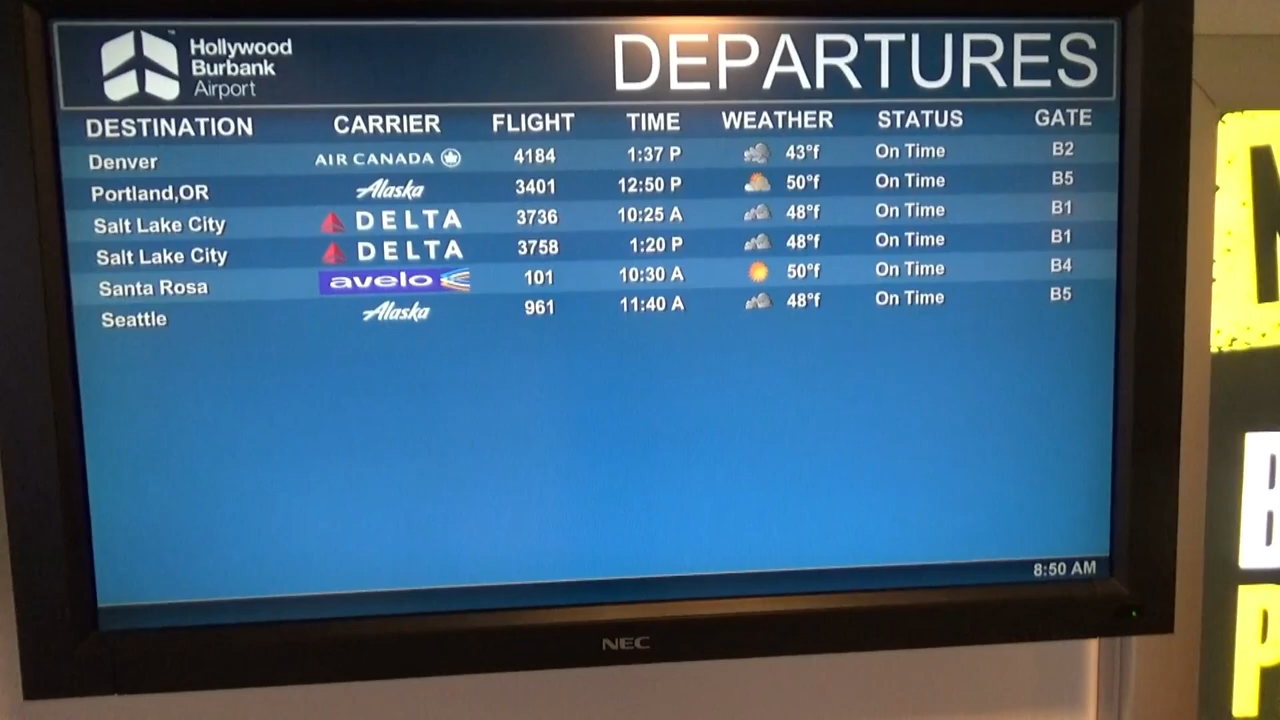 Hollywood
Burbank
Airport
DEPARTURES
DESTINATION CARRIER FLIGHT TIME WEATHER STATUS GATE
Denver AIR CANADA 4184 1:37 P 43°f On Time B2
Portland,OR Alaska 3401 12:50 P 50°f On Time B5
Salt Lake City DELTA 3736 10:25 A 48°f On Time B1
Salt Lake City DELTA 3758 1:20 P 48°f On Time B1
Santa Rosa avelo 101 10:30 A 50°f On Time B4
Seattle Alaska 961 11:40 A 48°f On Time B5
8:50 AM
NEC